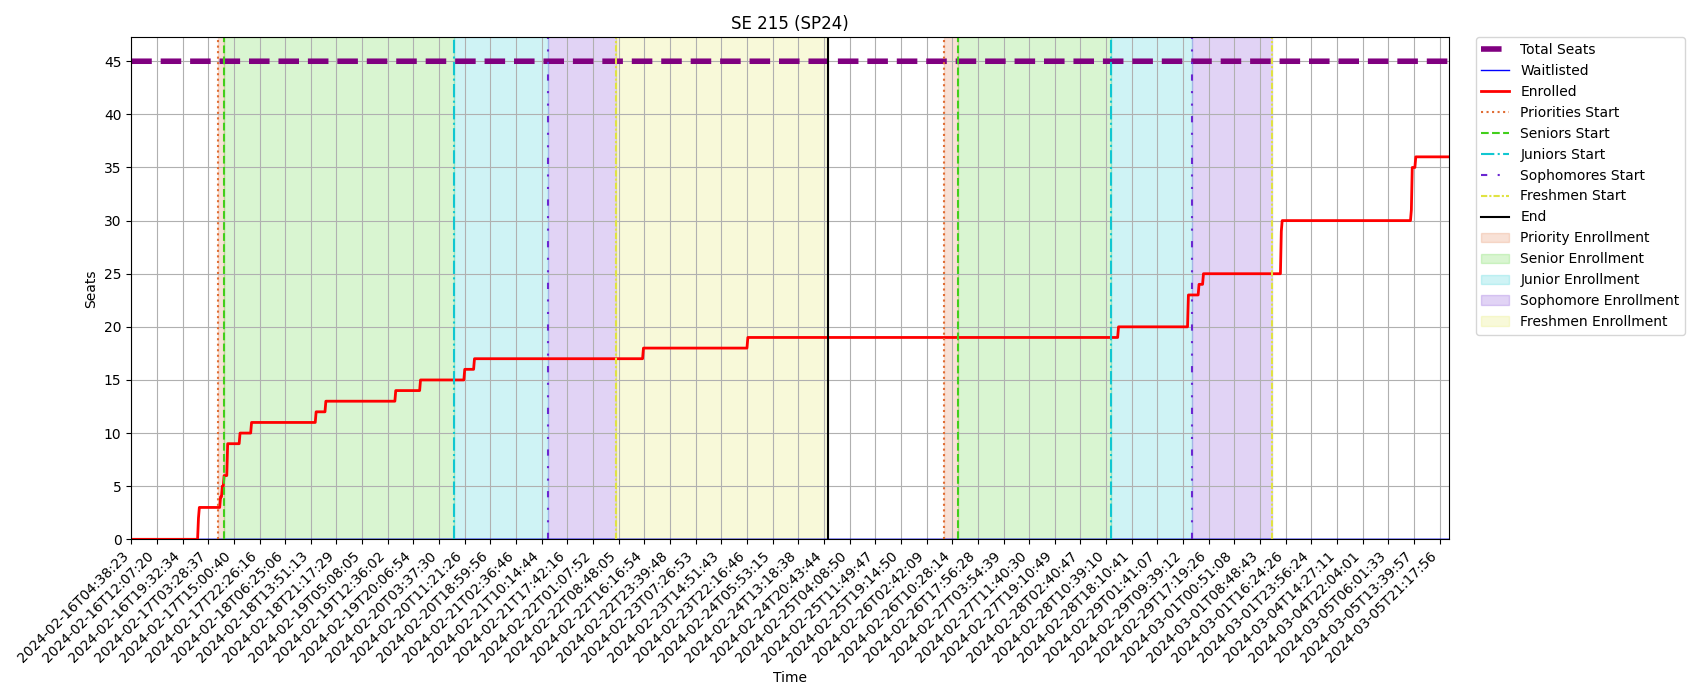 SE 215 (SP24)
Seats
45
40
35
30
25
20
15
10
5
0
2024-02-16T04:38:23
2024-02-16T12:07:20
2024-02-16T19:32:34
2024-02-17T03:28:37
2024-02-17T15:00:40
2024-02-17T22:26:16
2024-02-18T06:25:06
2024-02-18T13:51:13
2024-02-18T21:17:29
2024-02-19T05:08:05
2024-02-19T12:36:02
2024-02-19T20:06:54
2024-02-20T03:37:30
2024-02-20T11:21:26
2024-02-20T18:59:56
2024-02-21T02:36:46
2024-02-21T10:14:44
2024-02-21T17:42:16
2024-02-22T01:07:52
2024-02-22T08:48:05
2024-02-22T16:16:54
2024-02-22T23:39:48
2024-02-23T07:26:53
2024-02-23T14:51:43
2024-02-23T22:16:46
2024-02-24T05:53:15
2024-02-24T13:18:38
2024-02-24T20:43:44
2024-02-25T04:08:50
2024-02-25T11:49:47
2024-02-25T19:14:50
2024-02-26T02:42:09
2024-02-26T10:28:14
2024-02-26T17:56:28
2024-02-27T03:54:39
2024-02-27T11:40:30
2024-02-27T19:10:49
2024-02-28T02:40:47
2024-02-28T10:39:10
2024-02-28T18:10:41
2024-02-29T01:41:07
2024-02-29T09:39:12
2024-02-29T17:19:26
2024-03-01T00:51:08
2024-03-01T08:48:43
2024-03-01T16:24:26
2024-03-01T23:56:24
2024-03-04T14:27:11
2024-03-04T22:04:01
2024-03-05T06:01:33
2024-03-05T13:39:57
2024-03-05T21:17:56
Time
Total Seats
Waitlisted
Enrolled
Priorities Start
Seniors Start
Juniors Start
Sophomores Start
Freshmen Start
End
Priority Enrollment
Senior Enrollment
Junior Enrollment
Sophomore Enrollment
Freshmen Enrollment